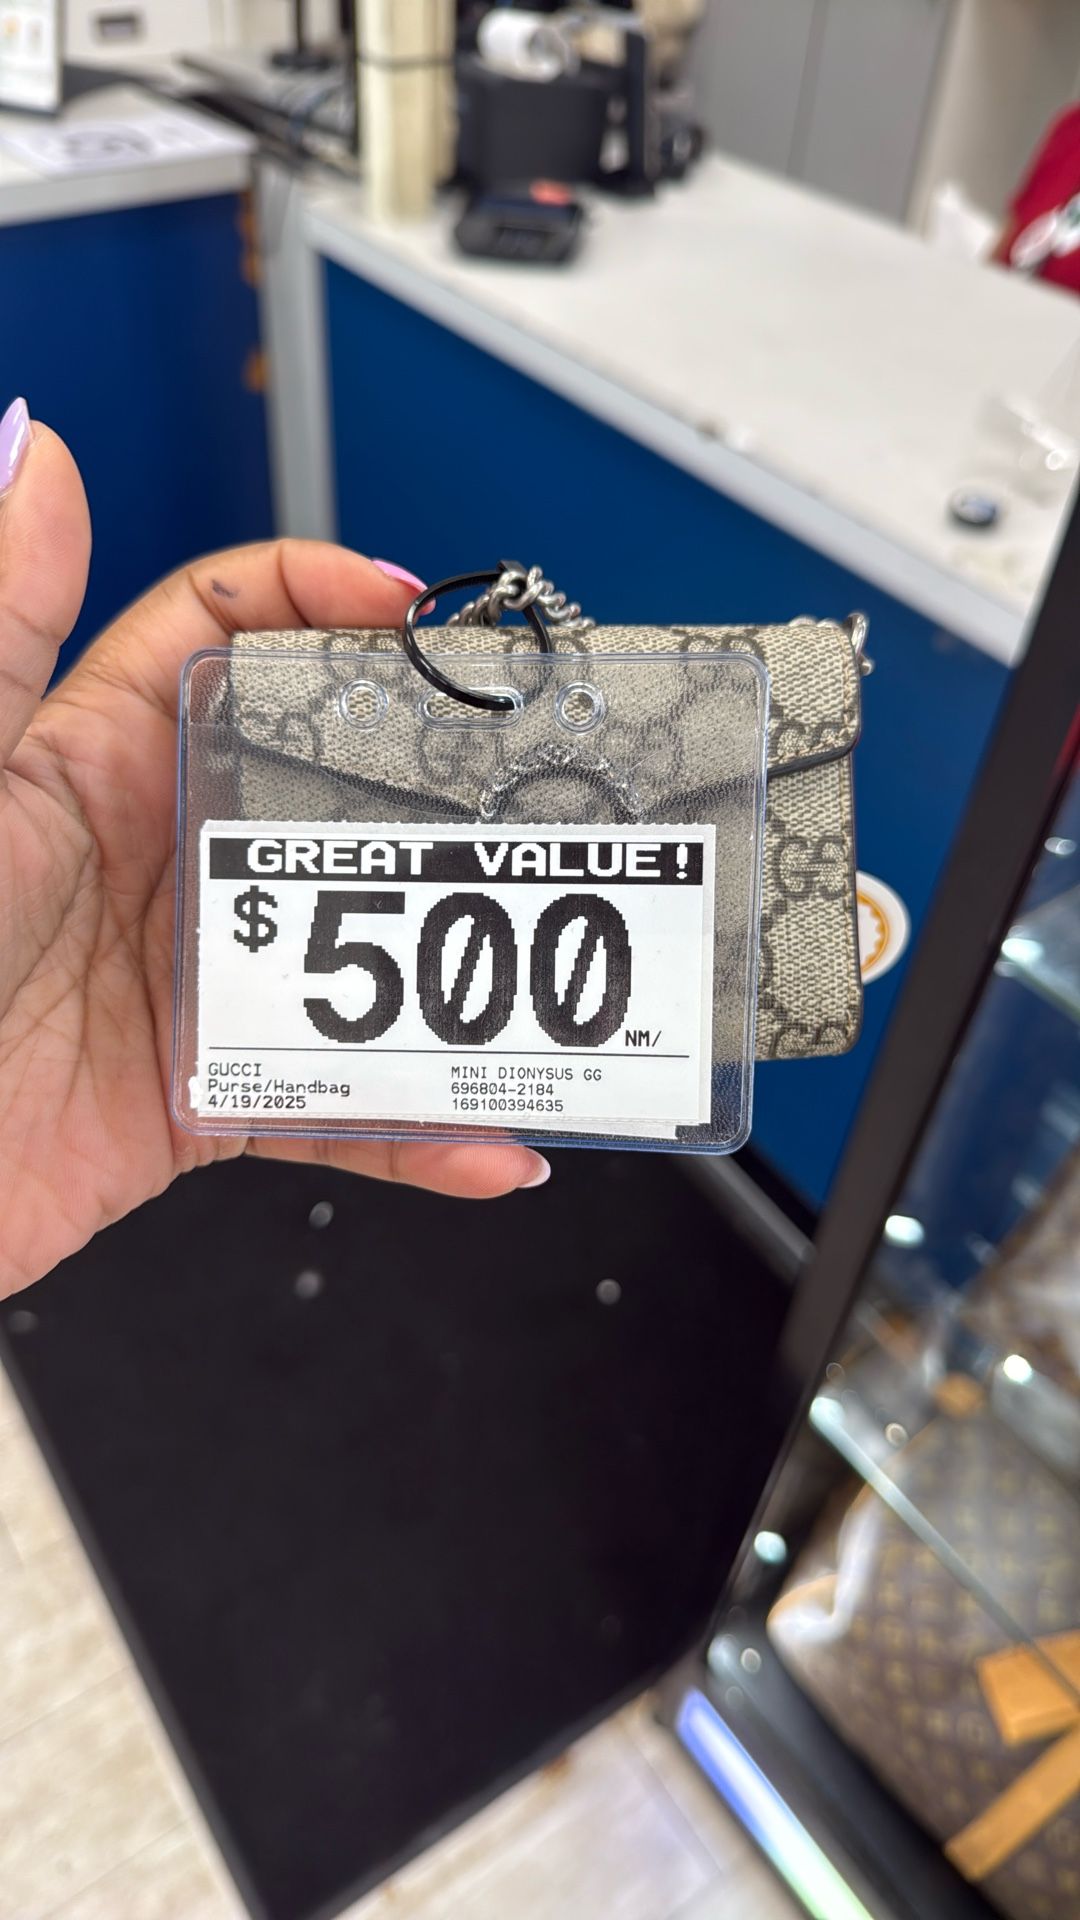 GREAT VALUE!
$500 NM/
GUCCI
Purse/Handbag
4/19/2025
MINI DIONYSUS GG
696804-2184
169100394635